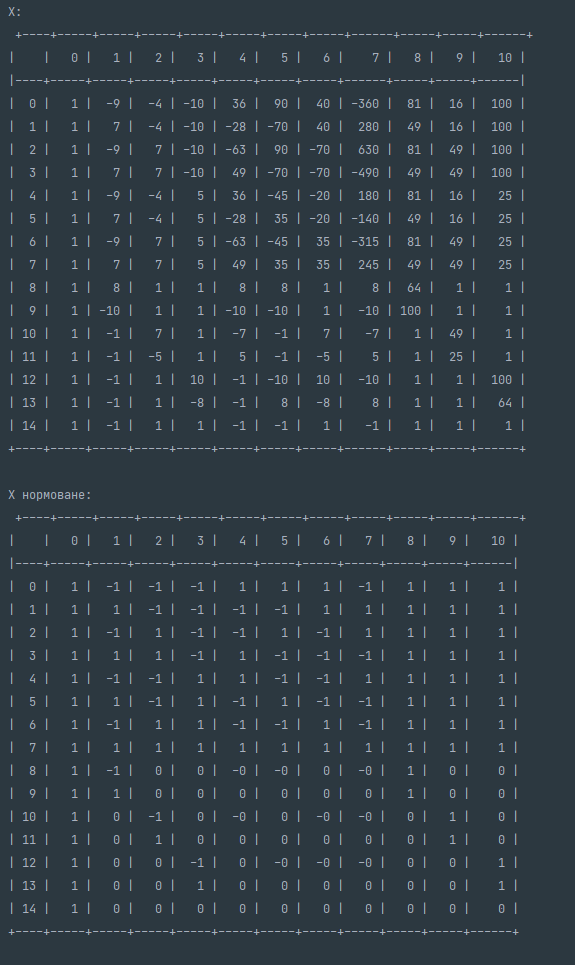 X:
+----+-----+-----+-----+-----+-----+-----+------+-----+-----+------+
|    |   0 |   1 |   2 |   3 |   4 |   5 |   6 |    7 |   8 |   9 |   10 |
|----+-----+-----+-----+-----+-----+-----+-----+------+-----+-----+------|
|  0 |   1 |  -9 |  -4 | -10 |  36 |  90 |  40 | -360 |  81 |  16 |  100 |
|  1 |   1 |   7 |  -4 | -10 | -28 | -70 |  40 |  280 |  49 |  16 |  100 |
|  2 |   1 |  -9 |   7 | -10 | -63 |  90 | -70 |  630 |  81 |  49 |  100 |
|  3 |   1 |   7 |   7 | -10 |  49 | -70 | -70 | -490 |  49 |  49 |  100 |
|  4 |   1 |  -9 |  -4 |   5 |  36 | -45 | -20 |  180 |  81 |  16 |   25 |
|  5 |   1 |   7 |  -4 |   5 | -28 |  35 | -20 | -140 |  49 |  16 |   25 |
|  6 |   1 |  -9 |   7 |   5 | -63 | -45 |  35 | -315 |  81 |  49 |   25 |
|  7 |   1 |   7 |   7 |   5 |  49 |  35 |  35 |  245 |  49 |  49 |   25 |
|  8 |   1 |   8 |   1 |   1 |   8 |   8 |   1 |    8 |  64 |   1 |    1 |
|  9 |   1 | -10 |   1 |   1 | -10 | -10 |   1 |  -10 | 100 |   1 |    1 |
| 10 |   1 |  -1 |   7 |   1 |  -7 |  -1 |   7 |   -7 |   1 |  49 |    1 |
| 11 |   1 |  -1 |  -5 |   1 |   5 |  -1 |  -5 |    5 |   1 |  25 |    1 |
| 12 |   1 |  -1 |   1 |  10 |  -1 | -10 |  10 |  -10 |   1 |   1 |  100 |
| 13 |   1 |  -1 |   1 |  -8 |  -1 |   8 |  -8 |    8 |   1 |   1 |   64 |
| 14 |   1 |  -1 |   1 |   1 |  -1 |  -1 |   1 |   -1 |   1 |   1 |    1 |
+----+-----+-----+-----+-----+-----+-----+-----+------+-----+-----+------+
X нормоване:
+----+-----+-----+-----+-----+-----+-----+-----+-----+-----+-----+------+
|    |   0 |   1 |   2 |   3 |   4 |   5 |   6 |   7 |   8 |   9 |   10 |
|----+-----+-----+-----+-----+-----+-----+-----+-----+-----+-----+------|
|  0 |   1 |  -1 |  -1 |  -1 |   1 |   1 |   1 |  -1 |   1 |   1 |    1 |
|  1 |   1 |   1 |  -1 |  -1 |  -1 |  -1 |   1 |   1 |   1 |   1 |    1 |
|  2 |   1 |  -1 |   1 |  -1 |  -1 |   1 |  -1 |   1 |   1 |   1 |    1 |
|  3 |   1 |   1 |   1 |  -1 |   1 |  -1 |  -1 |  -1 |   1 |   1 |    1 |
|  4 |   1 |  -1 |  -1 |   1 |   1 |  -1 |  -1 |   1 |   1 |   1 |    1 |
|  5 |   1 |   1 |  -1 |   1 |  -1 |   1 |  -1 |  -1 |   1 |   1 |    1 |
|  6 |   1 |  -1 |   1 |   1 |  -1 |  -1 |   1 |  -1 |   1 |   1 |    1 |
|  7 |   1 |   1 |   1 |   1 |   1 |   1 |   1 |   1 |   1 |   1 |    1 |
|  8 |   1 |  -1 |   0 |   0 |  -0 |  -0 |   0 |  -0 |   1 |   0 |    0 |
|  9 |   1 |   1 |   0 |   0 |   0 |   0 |   0 |   0 |   1 |   0 |    0 |
| 10 |   1 |   0 |  -1 |   0 |  -0 |   0 |  -0 |  -0 |   0 |   1 |    0 |
| 11 |   1 |   0 |   1 |   0 |   0 |   0 |   0 |   0 |   0 |   1 |    0 |
| 12 |   1 |   0 |   0 |  -1 |   0 |  -0 |  -0 |  -0 |   0 |   0 |    1 |
| 13 |   1 |   0 |   0 |   1 |   0 |   0 |   0 |   0 |   0 |   0 |    1 |
| 14 |   1 |   0 |   0 |   0 |   0 |   0 |   0 |   0 |   0 |   0 |    0 |
+----+-----+-----+-----+-----+-----+-----+-----+-----+-----+-----+------+